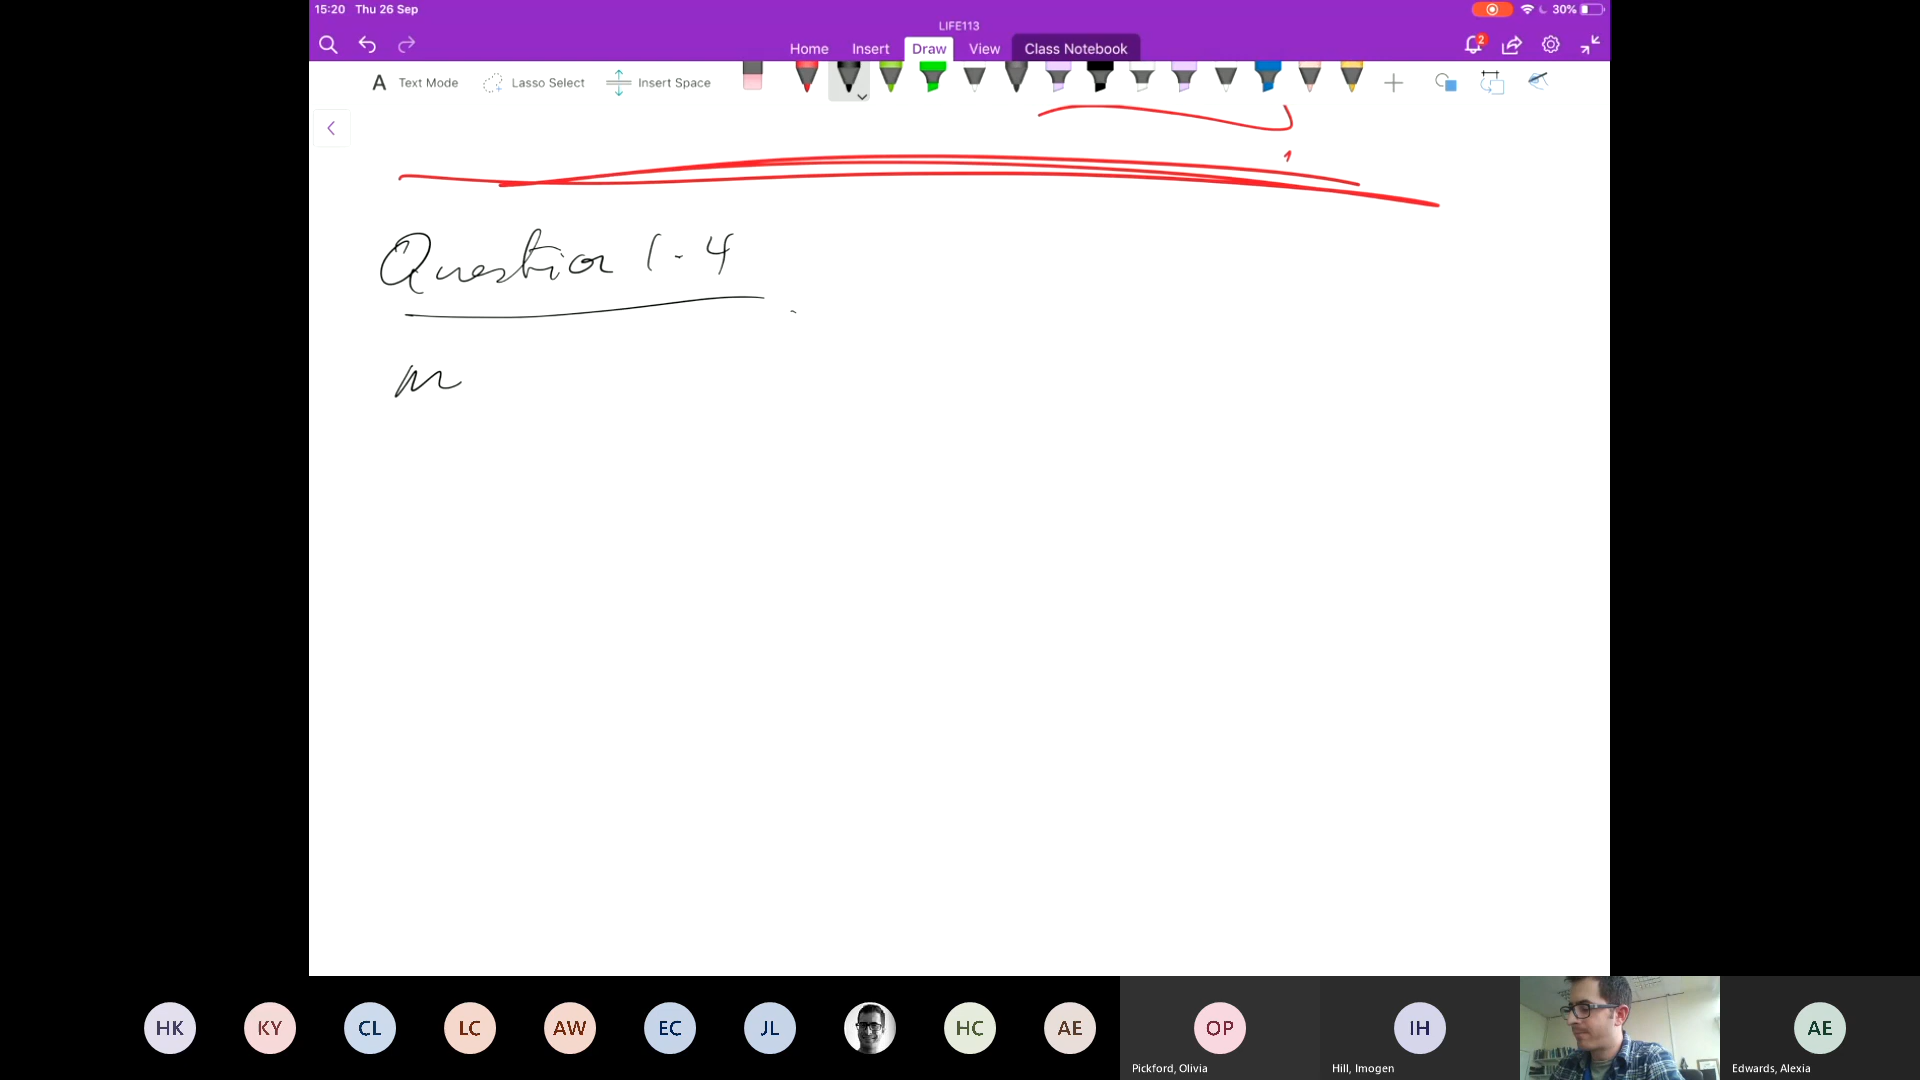 15:20 Thu 26 Sep 30%
LIFE113
Home Insert Draw View Class Notebook 2
A Text Mode Lasso Select Insert Space
Question 1.4
m
HK KY CL LC AW EC JL HC AE OP IH AE
Pickford, Olivia Hill, Imogen Edwards, Alexia